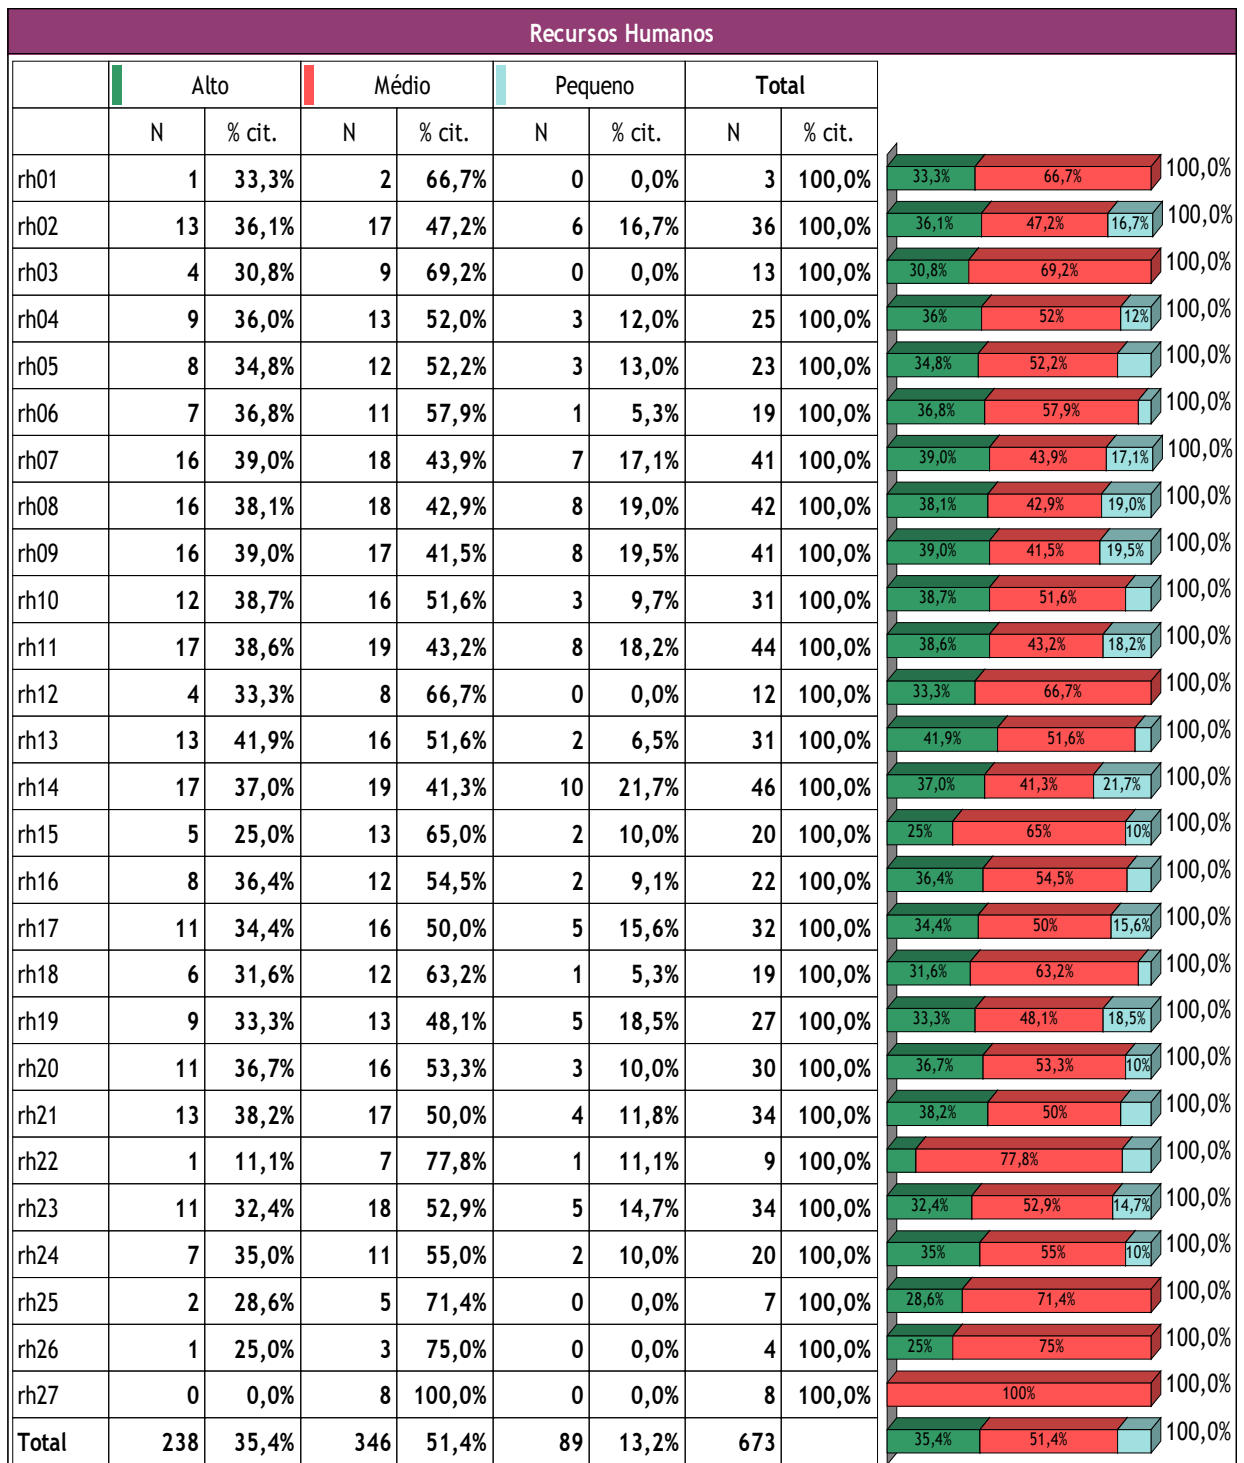 Recursos Humanos
Alto Médio Pequeno Total
N % cit. N % cit. N % cit. N % cit.
rh01 1 33,3% 2 66,7% 0 0,0% 3 100,0% 33,3% 66,7% 100,0%
rh02 13 36,1% 17 47,2% 6 16,7% 36 100,0% 36,1% 47,2% 16,7% 100,0%
rh03 4 30,8% 9 69,2% 0 0,0% 13 100,0% 30,8% 69,2% 100,0%
rh04 9 36,0% 13 52,0% 3 12,0% 25 100,0% 36% 52% 12% 100,0%
rh05 8 34,8% 12 52,2% 3 13,0% 23 100,0% 34,8% 52,2% 100,0%
rh06 7 36,8% 11 57,9% 1 5,3% 19 100,0% 36,8% 57,9% 100,0%
rh07 16 39,0% 18 43,9% 7 17,1% 41 100,0% 39,0% 43,9% 17,1% 100,0%
rh08 16 38,1% 18 42,9% 8 19,0% 42 100,0% 38,1% 42,9% 19,0% 100,0%
rh09 16 39,0% 17 41,5% 8 19,5% 41 100,0% 39,0% 41,5% 19,5% 100,0%
rh10 12 38,7% 16 51,6% 3 9,7% 31 100,0% 38,7% 51,6% 100,0%
rh11 17 38,6% 19 43,2% 8 18,2% 44 100,0% 38,6% 43,2% 18,2% 100,0%
rh12 4 33,3% 8 66,7% 0 0,0% 12 100,0% 33,3% 66,7% 100,0%
rh13 13 41,9% 16 51,6% 2 6,5% 31 100,0% 41,9% 51,6% 100,0%
rh14 17 37,0% 19 41,3% 10 21,7% 46 100,0% 37,0% 41,3% 21,7% 100,0%
rh15 5 25,0% 13 65,0% 2 10,0% 20 100,0% 25% 65% 10% 100,0%
rh16 8 36,4% 12 54,5% 2 9,1% 22 100,0% 36,4% 54,5% 100,0%
rh17 11 34,4% 16 50,0% 5 15,6% 32 100,0% 34,4% 50% 15,6% 100,0%
rh18 6 31,6% 12 63,2% 1 5,3% 19 100,0% 31,6% 63,2% 100,0%
rh19 9 33,3% 13 48,1% 5 18,5% 27 100,0% 33,3% 48,1% 18,5% 100,0%
rh20 11 36,7% 16 53,3% 3 10,0% 30 100,0% 36,7% 53,3% 10% 100,0%
rh21 13 38,2% 17 50,0% 4 11,8% 34 100,0% 38,2% 50% 100,0%
rh22 1 11,1% 7 77,8% 1 11,1% 9 100,0% 77,8% 100,0%
rh23 11 32,4% 18 52,9% 5 14,7% 34 100,0% 32,4% 52,9% 14,7% 100,0%
rh24 7 35,0% 11 55,0% 2 10,0% 20 100,0% 35% 55% 10% 100,0%
rh25 2 28,6% 5 71,4% 0 0,0% 7 100,0% 28,6% 71,4% 100,0%
rh26 1 25,0% 3 75,0% 0 0,0% 4 100,0% 25% 75% 100,0%
rh27 0 0,0% 8 100,0% 0 0,0% 8 100,0% 100% 100,0%
Total 238 35,4% 346 51,4% 89 13,2% 673 35,4% 51,4% 100,0%